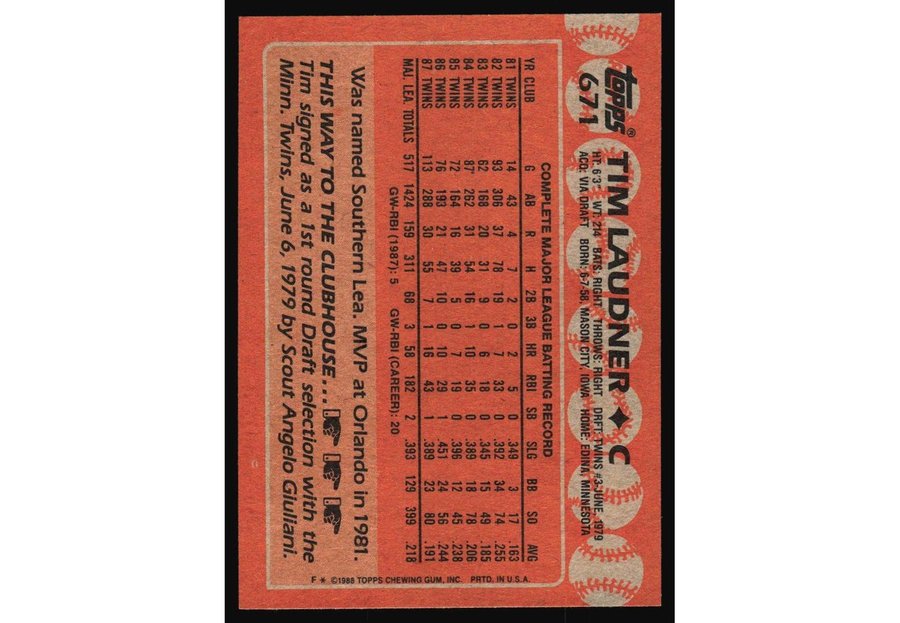 Topps®
671
TIM LAUDNER ✦ C
HT: 6'3" WT: 214 BATS: RIGHT THROWS: RIGHT DRFT: TWINS #3-JUNE, 1979
ACQ: VIA DRAFT BORN: 6-7-58, MASON CITY, IOWA HOME: EDINA, MINNESOTA
COMPLETE MAJOR LEAGUE BATTING RECORD
YR CLUB G AB R H 2B 3B HR RBI SB SLG BB SO AVG
81 TWINS 14 43 4 7 2 0 2 5 0 .349 3 17 .163
82 TWINS 93 306 37 78 19 1 7 33 0 .392 34 74 .255
83 TWINS 62 168 20 31 9 0 6 18 0 .345 15 49 .185
84 TWINS 87 262 31 54 16 1 10 35 0 .389 18 78 .206
85 TWINS 72 164 16 39 5 0 7 19 0 .396 12 45 .238
86 TWINS 76 193 21 47 10 0 10 29 1 .451 24 56 .244
87 TWINS 113 288 30 55 7 1 16 43 1 .389 23 80 .191
MAJ. LEA. TOTALS 517 1424 159 311 68 3 58 182 2 .393 129 399 .218
GW-RBI (1987): 5 GW-RBI (CAREER): 20
Was named Southern Lea. MVP at Orlando in 1981.
THIS WAY TO THE CLUBHOUSE...
Tim signed as a 1st round Draft selection with the
Minn. Twins, June 6, 1979 by Scout Angelo Giuliani.
F * ©1988 TOPPS CHEWING GUM, INC. PRTD. IN U.S.A.